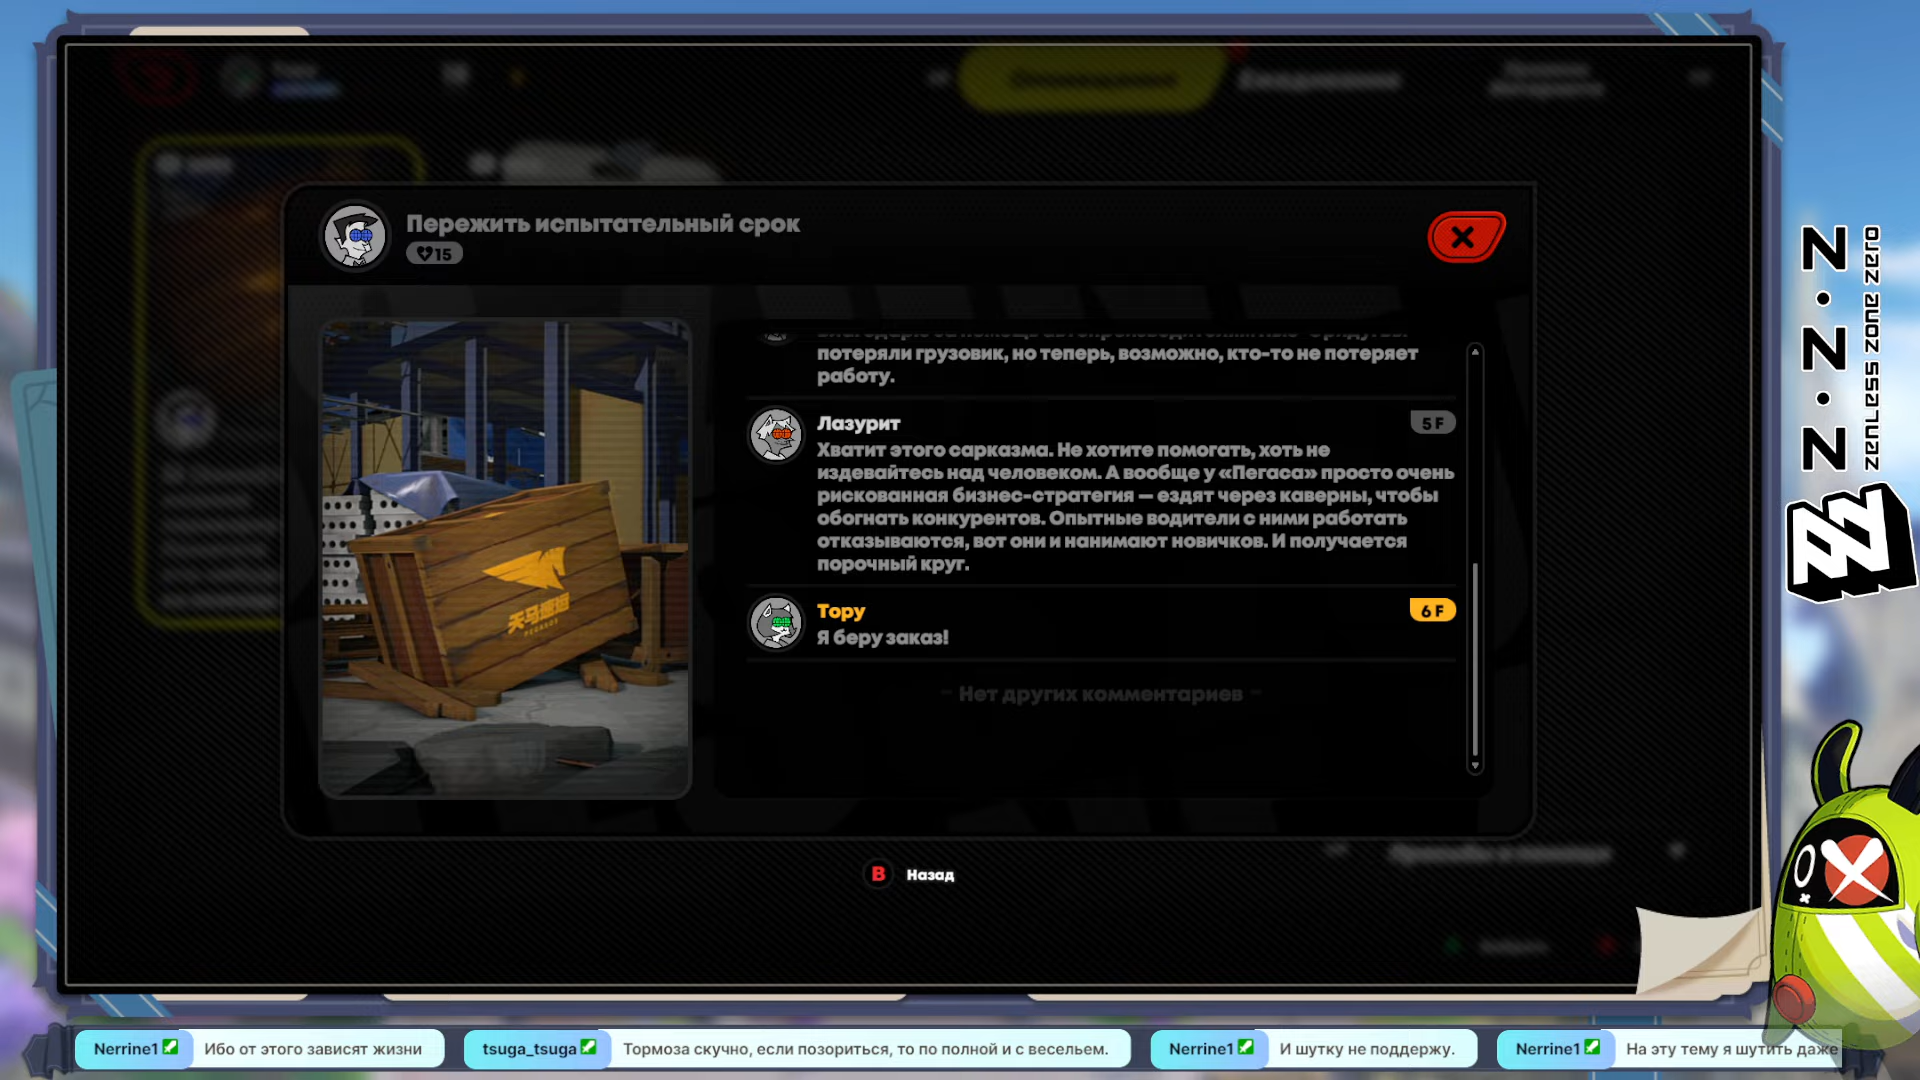 Пережить испытательный срок
15
потеряли грузовик, но теперь, возможно, кто-то не потеряет
работу.
Лазурит
5 F
Хватит этого сарказма. Не хотите помогать, хоть не
издевайтесь над человеком. А вообще у «Пегаса» просто очень
рискованная бизнес-стратегия — ездят через каверны, чтобы
обогнать конкурентов. Опытные водители с ними работать
отказываются, вот они и нанимают новичков. И получается
порочный круг.
Тору
6 F
Я беру заказ!
Нет других комментариев
PEGASUS
B Назад
Z·Z·Z
zenless zone zero
Nerrine1 Ибо от этого зависят жизни
tsuga_tsuga Тормоза скучно, если позориться, то по полной и с весельем.
Nerrine1 И шутку не поддержу.
Nerrine1 На эту тему я шутить даже